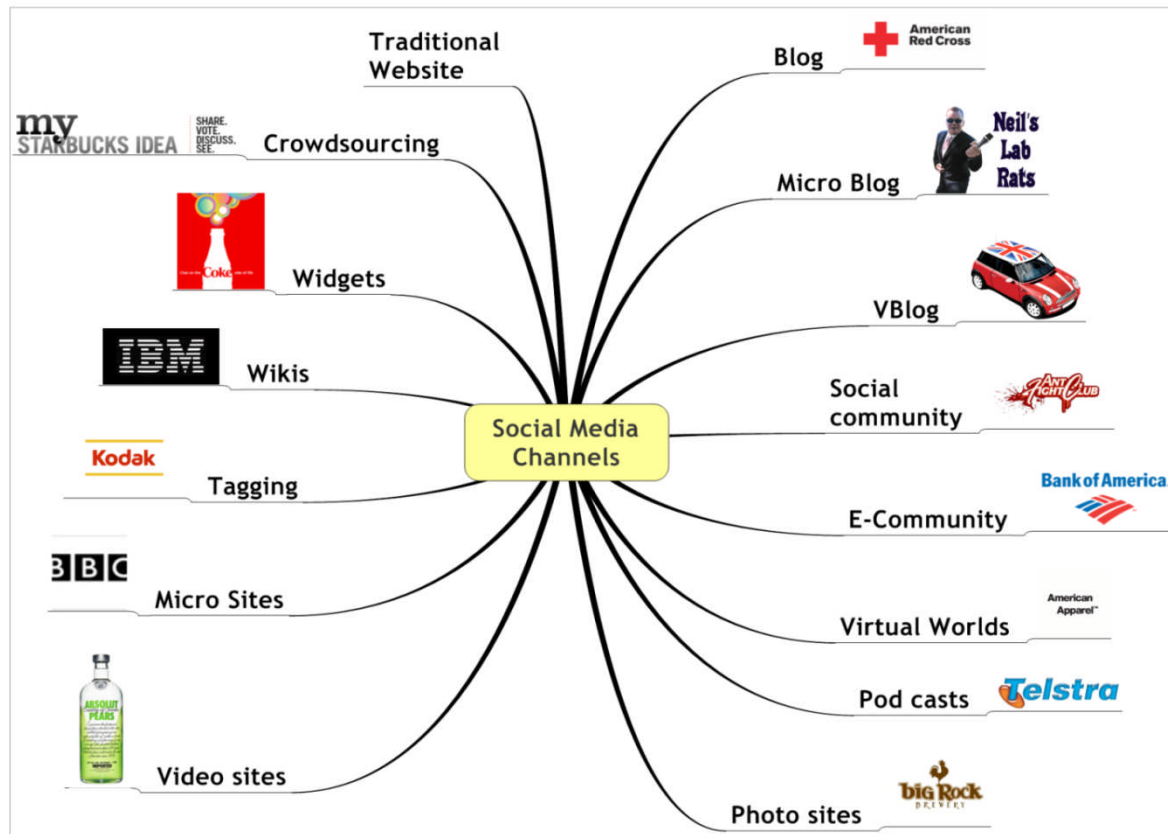 Traditional
Website
Blog
American
Red Cross
my
STARBUCKS IDEA
SHARE.
VOTE.
DISCUSS.
SEE.
Crowdsourcing
Micro Blog
Neil's
Lab
Rats
Coke
Widgets
VBlog
IBM
Wikis
Social Media
Channels
Social
community
ANT
FIGHT CLUB
Kodak
Tagging
E-Community
Bank of America
BBC
Micro Sites
Virtual Worlds
American
Apparel™
ABSOLUT
PEARS
Video sites
Pod casts
Telstra
Photo sites
big Rock
BREWERY